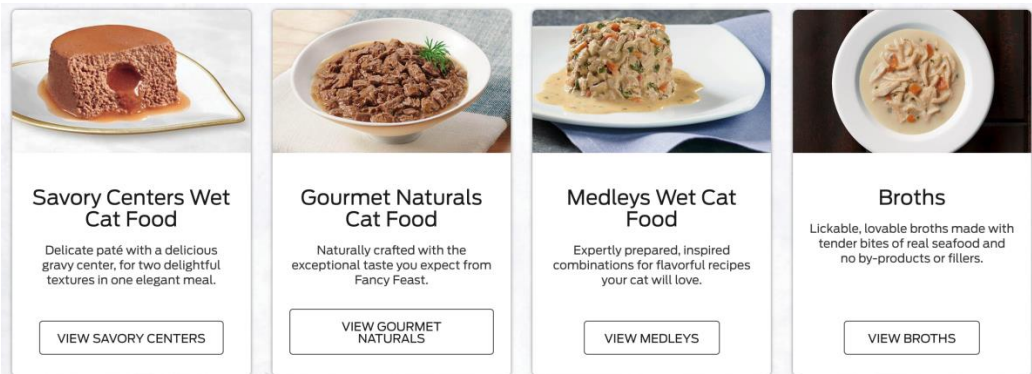 Savory Centers Wet
Cat Food
Delicate paté with a delicious
gravy center, for two delightful
textures in one elegant meal.
VIEW SAVORY CENTERS
Gourmet Naturals
Cat Food
Naturally crafted with the
exceptional taste you expect from
Fancy Feast.
VIEW GOURMET
NATURALS
Medleys Wet Cat
Food
Expertly prepared, inspired
combinations for flavorful recipes
your cat will love.
VIEW MEDLEYS
Broths
Lickable, lovable broths made with
tender bites of real seafood and
no by-products or fillers.
VIEW BROTHS